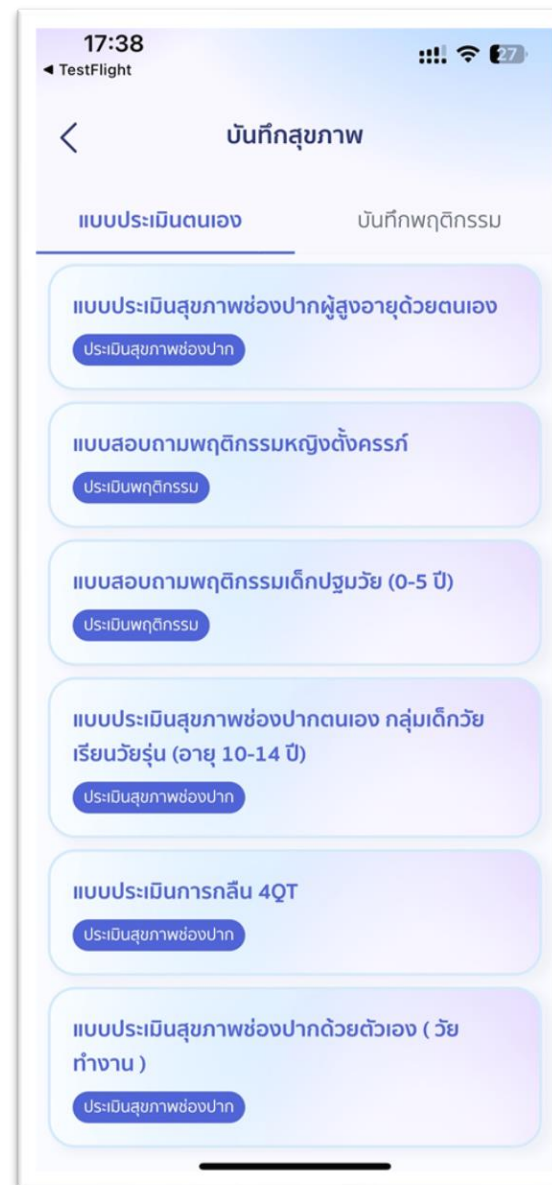 17:38
27
◀ TestFlight
บันทึกสุขภาพ
แบบประเมินตนเอง
บันทึกพฤติกรรม
แบบประเมินสุขภาพช่องปากผู้สูงอายุด้วยตนเอง
ประเมินสุขภาพช่องปาก
แบบสอบถามพฤติกรรมหญิงตั้งครรภ์
ประเมินพฤติกรรม
แบบสอบถามพฤติกรรมเด็กปฐมวัย (0-5 ปี)
ประเมินพฤติกรรม
แบบประเมินสุขภาพช่องปากตนเอง กลุ่มเด็กวัย
เรียนวัยรุ่น (อายุ 10-14 ปี)
ประเมินสุขภาพช่องปาก
แบบประเมินการกลืน 4QT
ประเมินสุขภาพช่องปาก
แบบประเมินสุขภาพช่องปากด้วยตัวเอง ( วัย
ทำงาน )
ประเมินสุขภาพช่องปาก